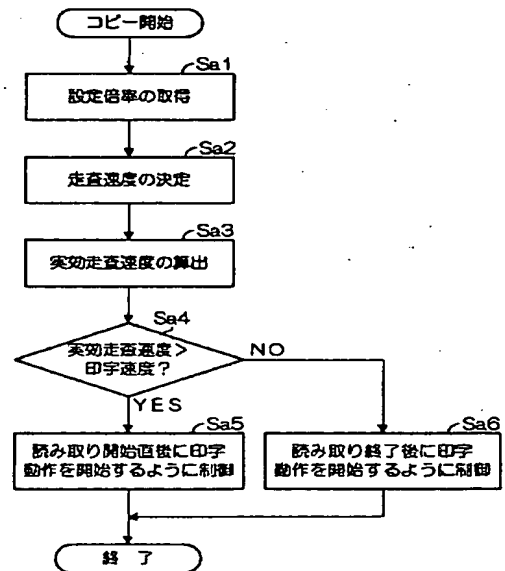 コピー開始
Sa1
設定倍率の取得
Sa2
走査速度の決定
Sa3
実効走査速度の算出
Sa4
実効走査速度>
印字速度?
NO
YES
Sa5
読み取り開始直後に印字
動作を開始するように制御
Sa6
読み取り終了後に印字
動作を開始するように制御
終 了